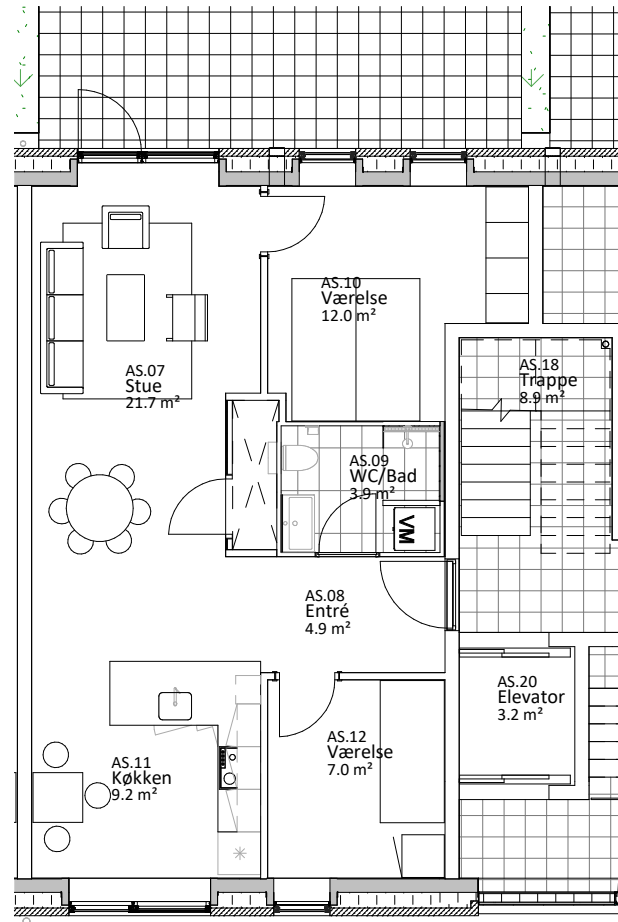 AS.10
Værelse
12.0 m²
AS.07
Stue
21.7 m²
AS.18
Trappe
8.9 m²
AS.09
WC/Bad
3.9 m²
VM
AS.08
Entré
4.9 m²
AS.20
Elevator
3.2 m²
AS.12
Værelse
7.0 m²
AS.11
Køkken
9.2 m²